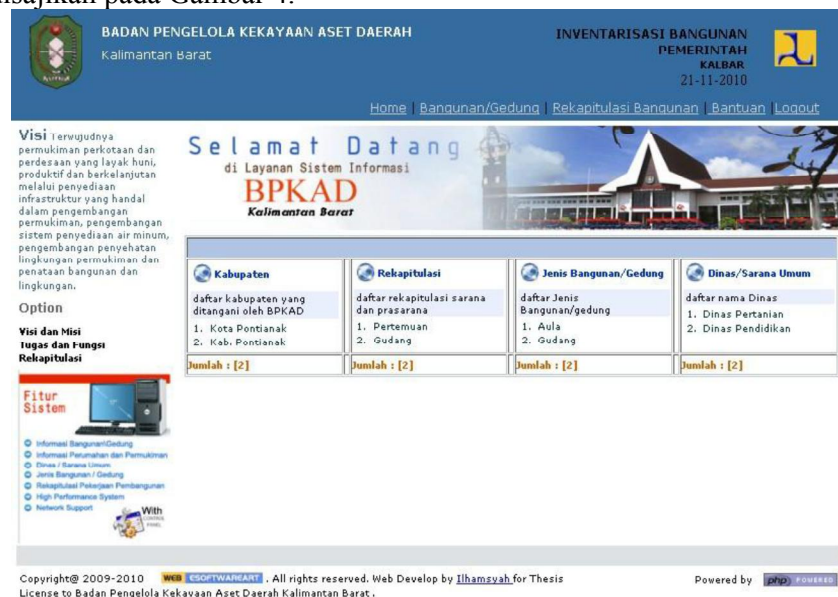 disajikan pada Gambar 4.
BADAN PENGELOLA KEKAYAAN ASET DAERAH
Kalimantan Barat
INVENTARISASI BANGUNAN
PEMERINTAH
KALBAR
21-11-2010
Home | Bangunan/Gedung | Rekapitulasi Bangunan | Bantuan |Logout
Visi Terwujudnya
permukiman perkotaan dan
perdesaan yang layak huni,
produktif dan berkelanjutan
melalui penyediaan
infrastruktur yang handal
dalam pengembangan
permukiman, pengembangan
sistem penyediaan air minum,
pengembangan penyehatan
lingkungan permukiman dan
penataan bangunan dan
lingkungan.
Option
Visi dan Misi
Tugas dan Fungsi
Rekapitulasi
Fitur
Sistem
Informasi Bangunan\Gedung
Informasi Perumahan dan Permukiman
Dinas / Sarana Umum
Jenis Bangunan / Gedung
Rekapitulasi Pekerjaan Pembangunan
High Performance System
Network Support
With
CONTROL
PANEL
Selamat Datang
di Layanan Sistem Informasi
BPKAD
Kalimantan Barat
Kabupaten
daftar kabupaten yang
ditangani oleh BPKAD
1. Kota Pontianak
2. Kab. Pontianak
Jumlah : [2]
Rekapitulasi
daftar rekapitulasi sarana
dan prasarana
1. Pertemuan
2. Gudang
Jumlah : [2]
Jenis Bangunan/Gedung
daftar Jenis
Bangunan/gedung
1. Aula
2. Gudang
Jumlah : [2]
Dinas/Sarana Umum
daftar nama Dinas
1. Dinas Pertanian
2. Dinas Pendidikan
Jumlah : [2]
Copyright@ 2009-2010 WEB ESOFTWAREART . All rights reserved. Web Develop by Ilhamsyah for Thesis
License to Badan Pengelola Kekayaan Aset Daerah Kalimantan Barat .
Powered by php POWERED